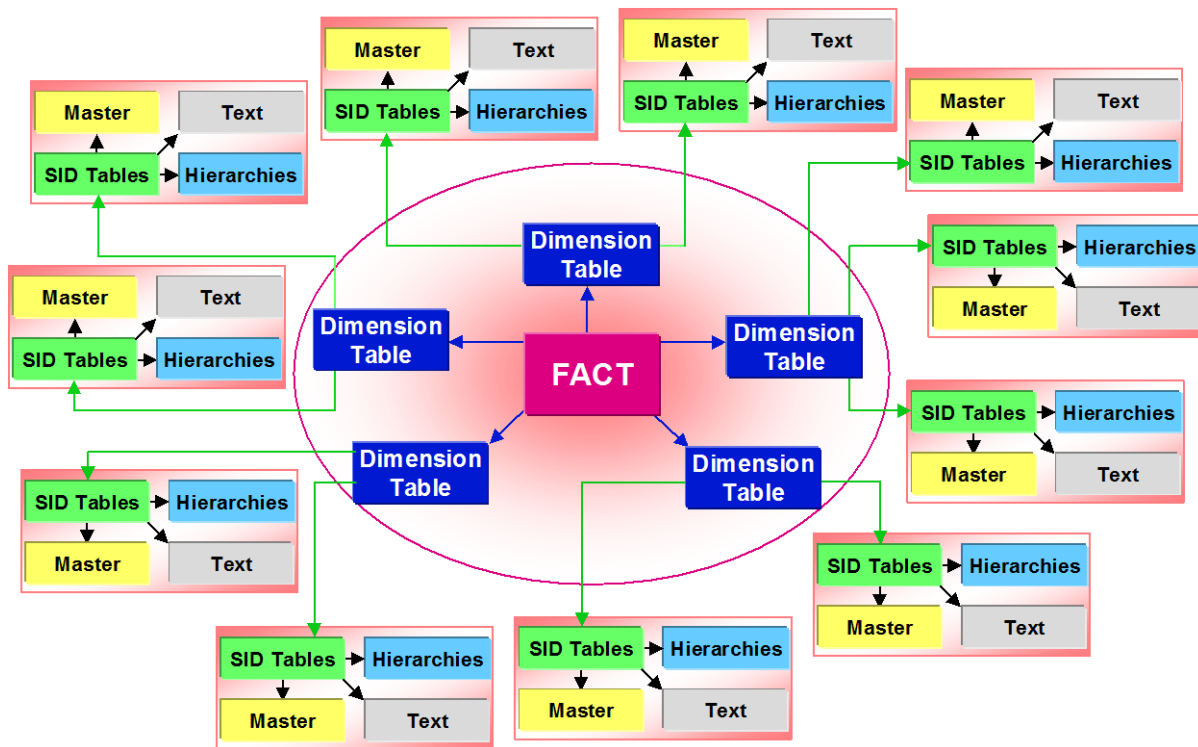 Master
Text
SID Tables
Hierarchies
Master
Text
SID Tables
Hierarchies
Master
Text
SID Tables
Hierarchies
Master
Text
SID Tables
Hierarchies
Dimension
Table
SID Tables
Hierarchies
Master
Text
Master
Text
SID Tables
Hierarchies
Dimension
Table
FACT
Dimension
Table
SID Tables
Hierarchies
Master
Text
Dimension
Table
Dimension
Table
SID Tables
Hierarchies
Master
Text
SID Tables
Hierarchies
Master
Text
SID Tables
Hierarchies
Master
Text
SID Tables
Hierarchies
Master
Text